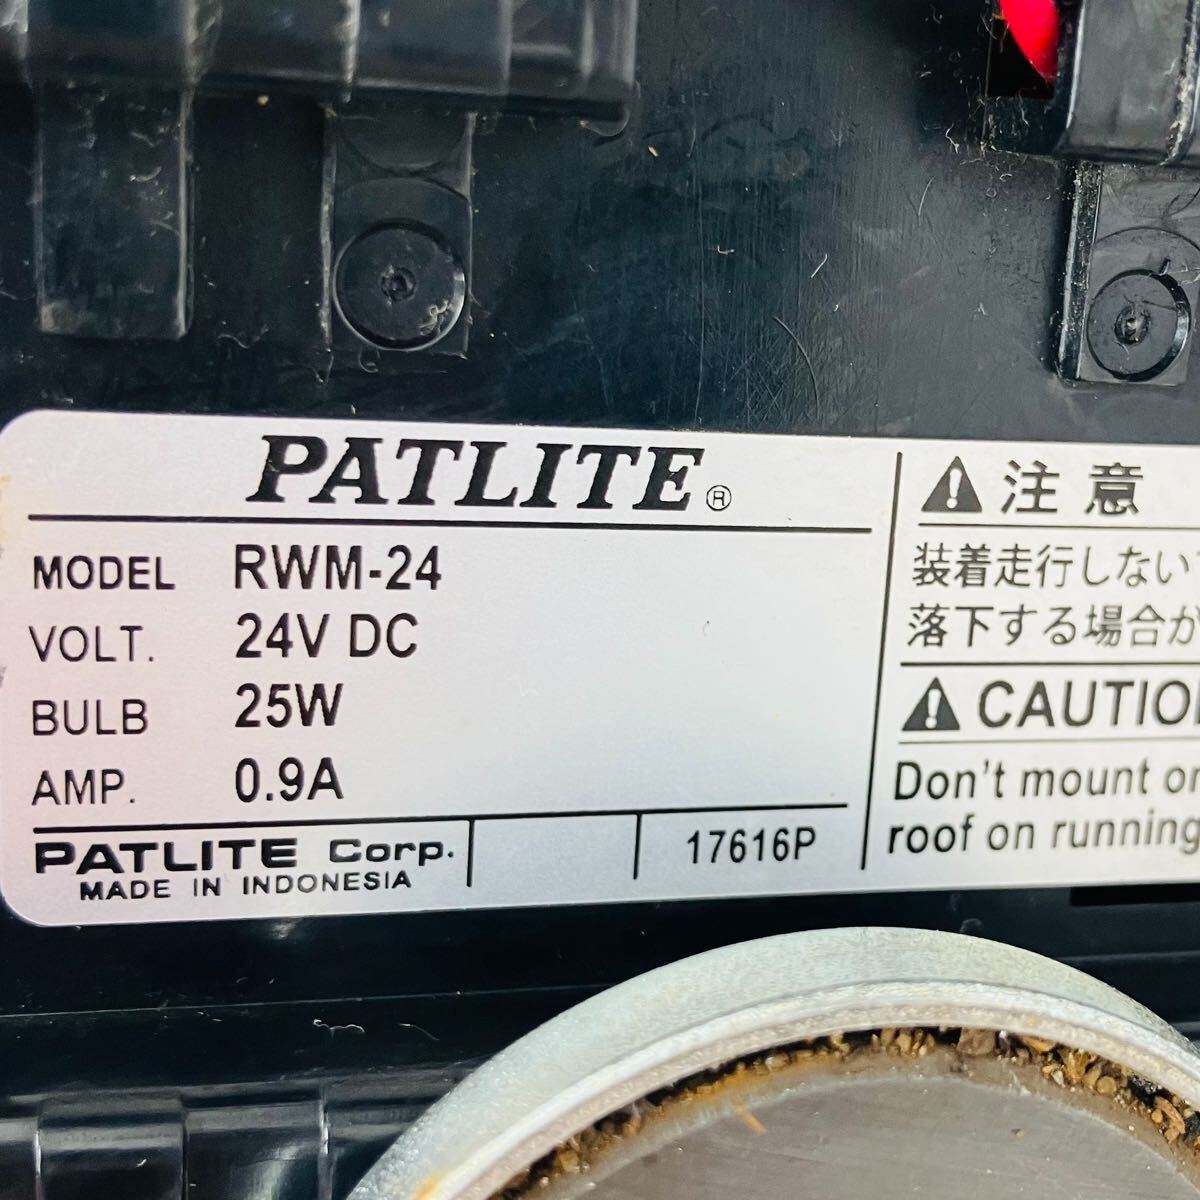 PATLITE®
MODEL RWM-24
VOLT. 24V DC
BULB 25W
AMP. 0.9A
PATLITE Corp.
MADE IN INDONESIA
17616P
注意
装着走行しない
落下する場合が
CAUTION
Don't mount on
roof on running